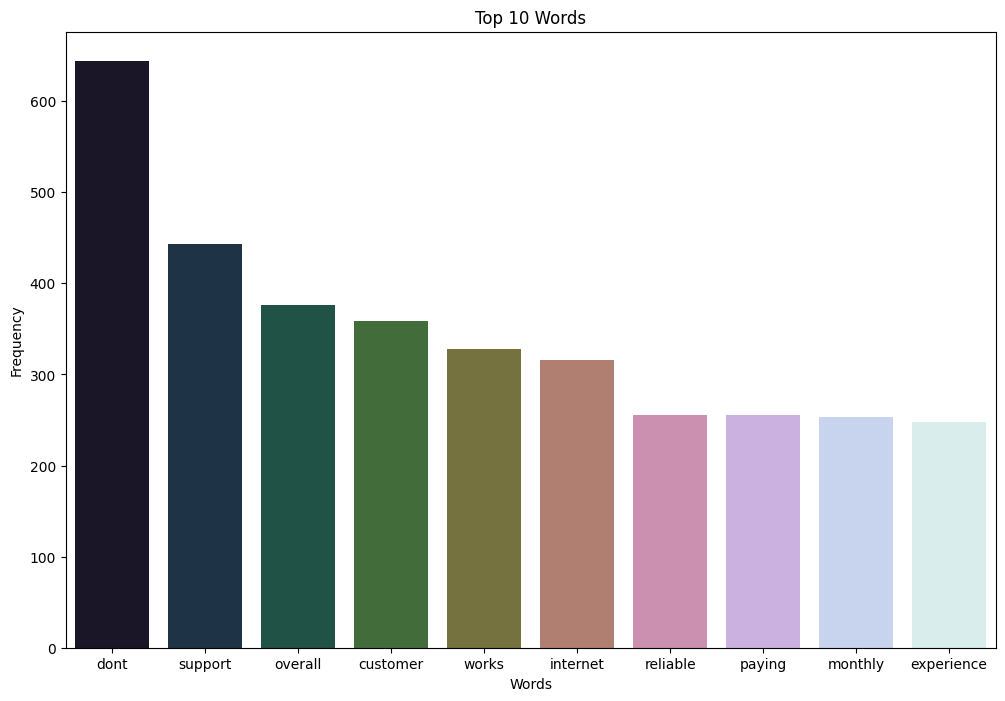 Top 10 Words
Frequency
600
500
400
300
200
100
0
dont support overall customer works internet reliable paying monthly experience
Words